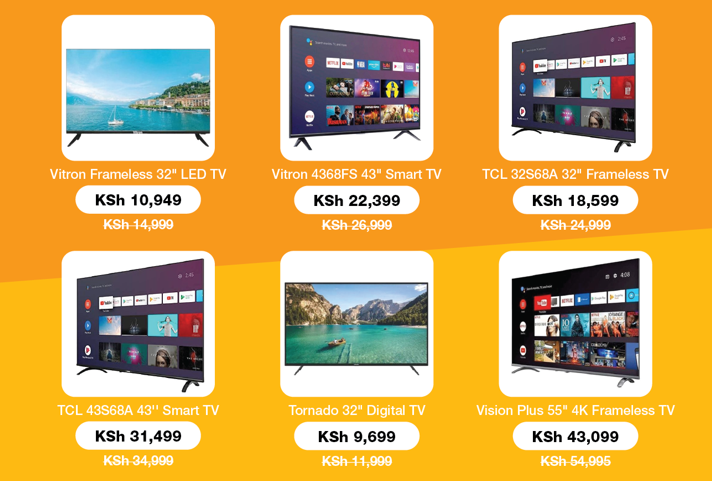 Vitron Frameless 32" LED TV
KSh 10,949
KSh 14,999
Vitron 4368FS 43" Smart TV
KSh 22,399
KSh 26,999
TCL 32S68A 32" Frameless TV
KSh 18,599
KSh 24,999
TCL 43S68A 43'' Smart TV
KSh 31,499
KSh 34,999
Tornado 32" Digital TV
KSh 9,699
KSh 11,999
Vision Plus 55" 4K Frameless TV
KSh 43,099
KSh 54,995